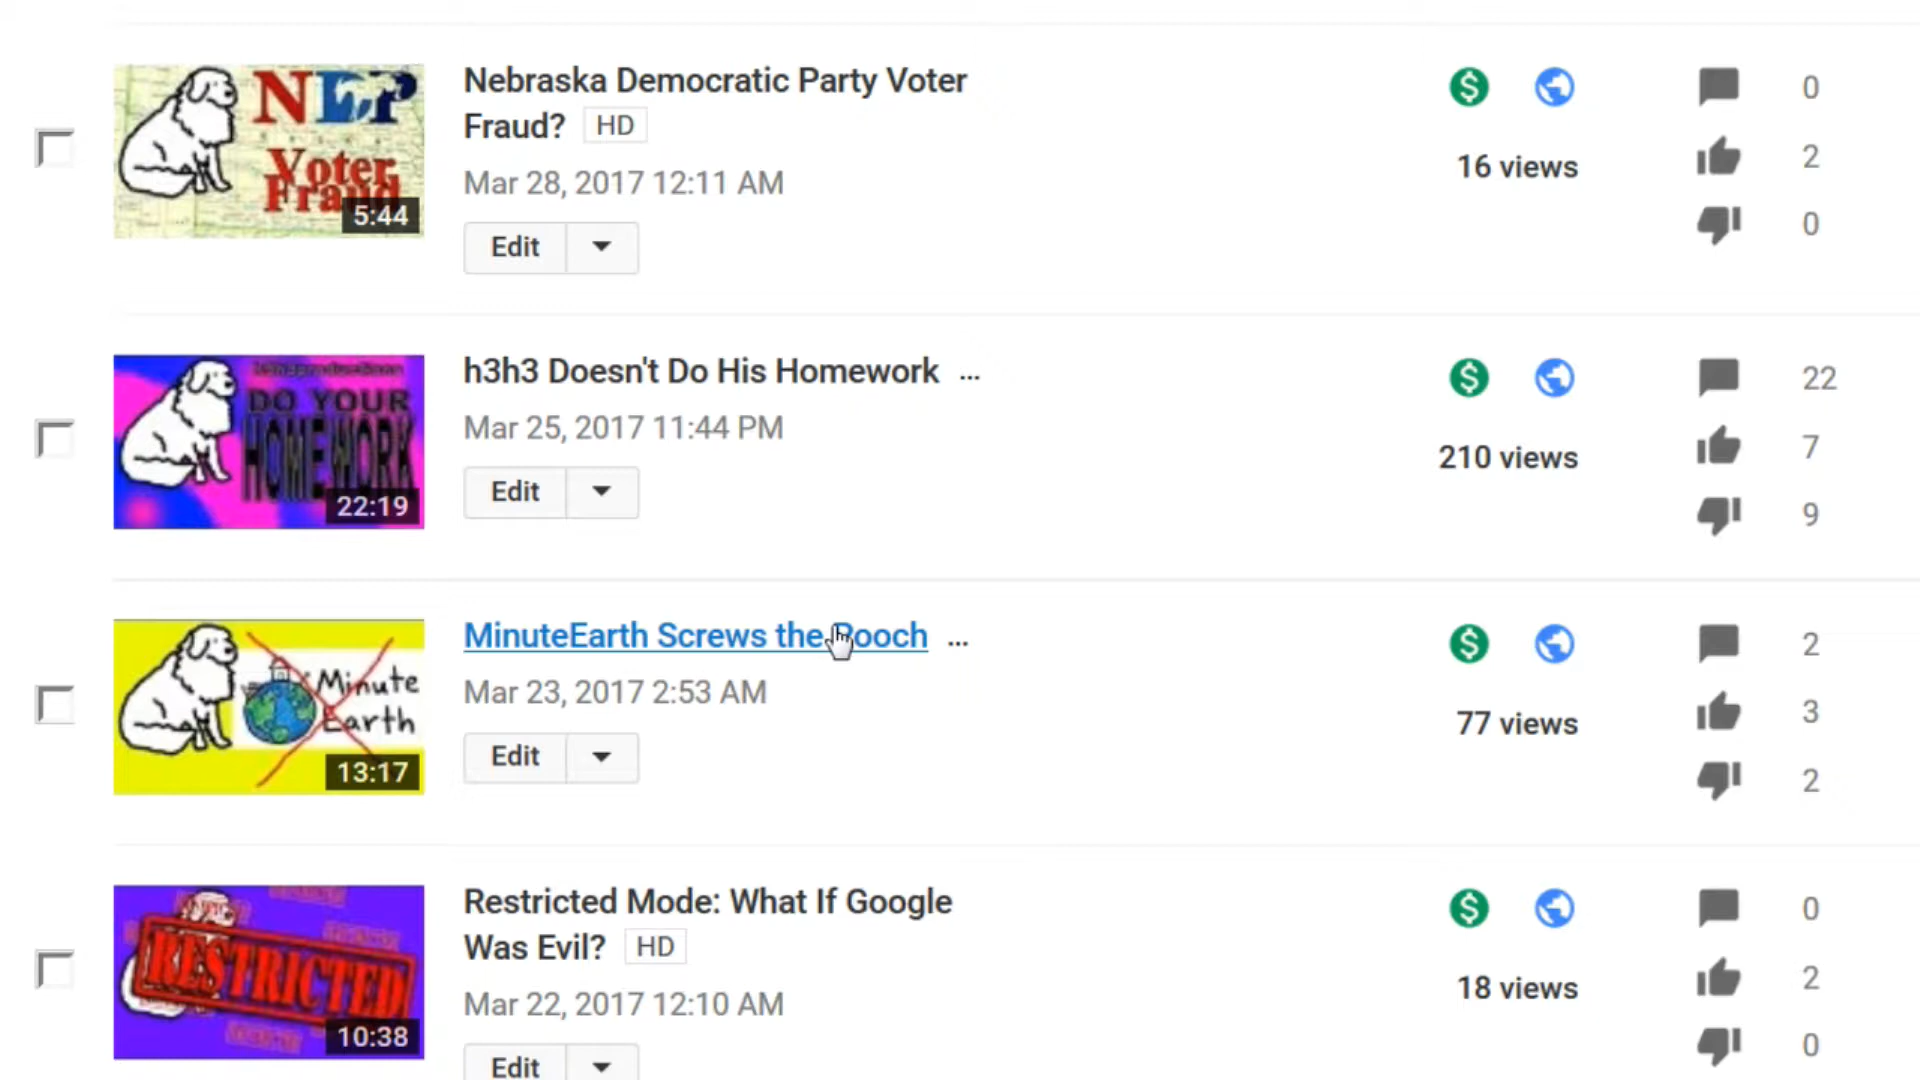 NDP
Voter
Fraud
5:44
Nebraska Democratic Party Voter
Fraud? HD
Mar 28, 2017 12:11 AM
Edit
16 views
0
2
0
h3h3productions
DO YOUR
HOMEWORK
22:19
h3h3 Doesn't Do His Homework ...
Mar 25, 2017 11:44 PM
Edit
210 views
22
7
9
Minute
Earth
13:17
MinuteEarth Screws the Pooch ...
Mar 23, 2017 2:53 AM
Edit
77 views
2
3
2
RESTRICTED
10:38
Restricted Mode: What If Google
Was Evil? HD
Mar 22, 2017 12:10 AM
Edit
18 views
0
2
0